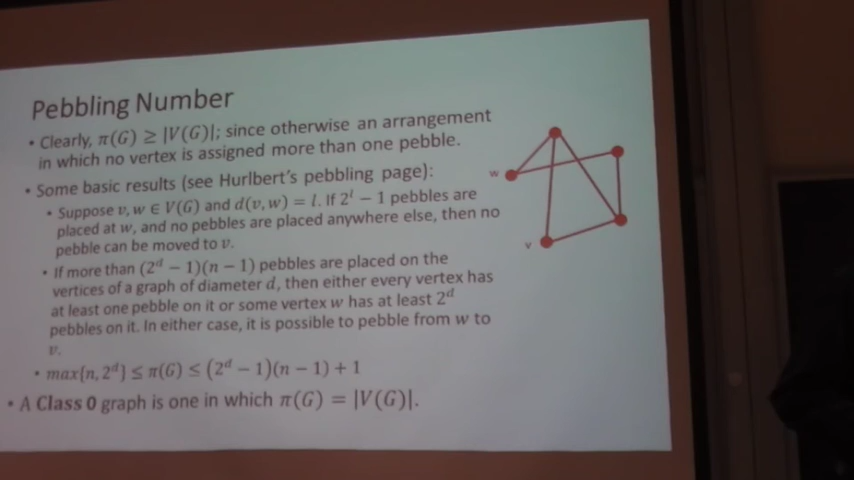 Pebbling Number
• Clearly, π(G) ≥ |V(G)|; since otherwise an arrangement
in which no vertex is assigned more than one pebble.
• Some basic results (see Hurlbert's pebbling page):
• Suppose v, w ∈ V(G) and d(v, w) = l. If 2^l − 1 pebbles are
placed at w, and no pebbles are placed anywhere else, then no
pebble can be moved to v.
• If more than (2^d − 1)(n − 1) pebbles are placed on the
vertices of a graph of diameter d, then either every vertex has
at least one pebble on it or some vertex w has at least 2^d
pebbles on it. In either case, it is possible to pebble from w to
v.
• max{n, 2^d} ≤ π(G) ≤ (2^d − 1)(n − 1) + 1
• A Class 0 graph is one in which π(G) = |V(G)|.
w
v